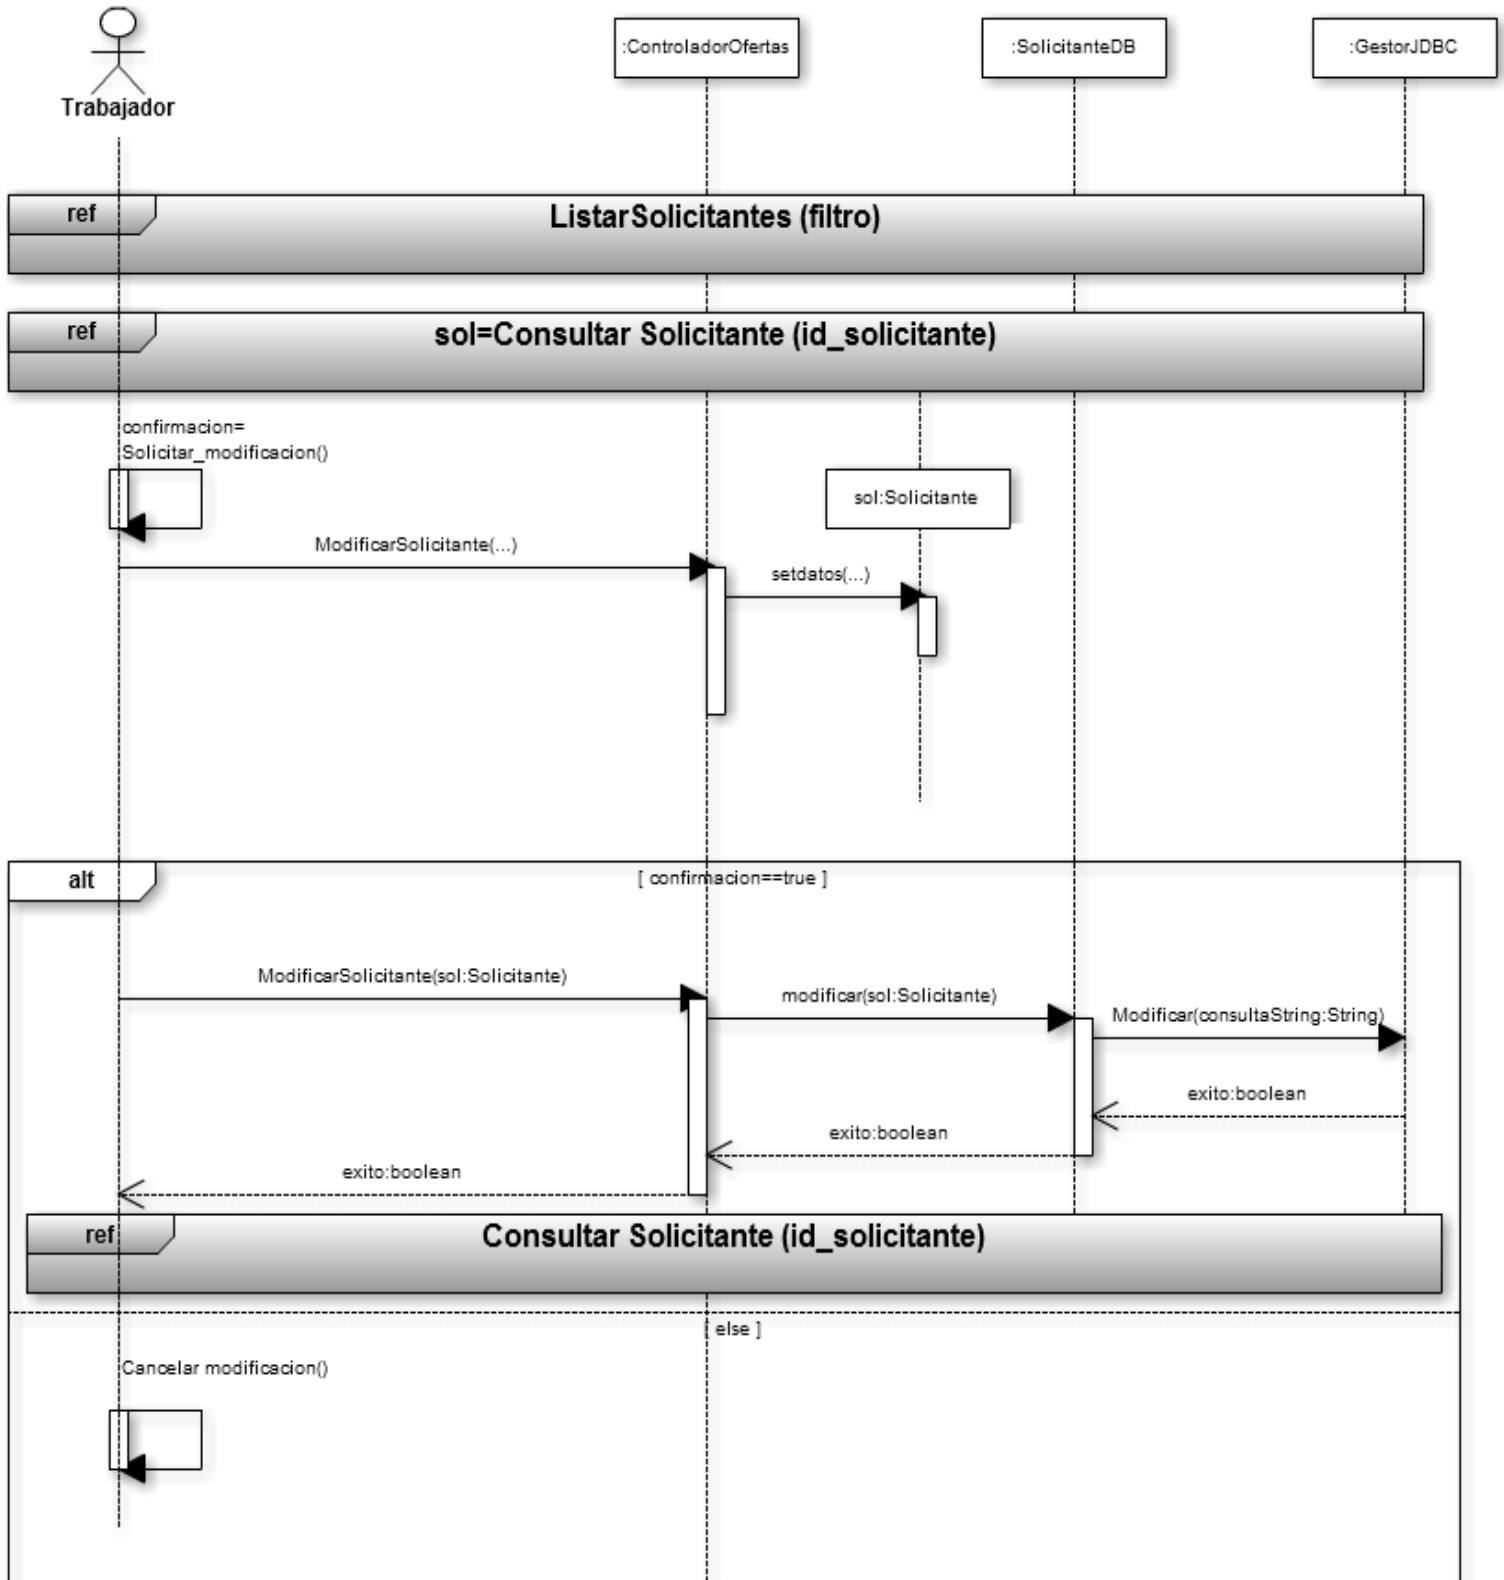 Trabajador
:ControladorOfertas
:SolicitanteDB
:GestorJDBC
ref
ListarSolicitantes (filtro)
ref
sol=Consultar Solicitante (id_solicitante)
confirmacion=
Solicitar_modificacion()
sol:Solicitante
ModificarSolicitante(...)
setdatos(...)
alt
[ confirmacion==true ]
ModificarSolicitante(sol:Solicitante)
modificar(sol:Solicitante)
Modificar(consultaString:String)
exito:boolean
exito:boolean
exito:boolean
ref
Consultar Solicitante (id_solicitante)
[ else ]
Cancelar modificacion()